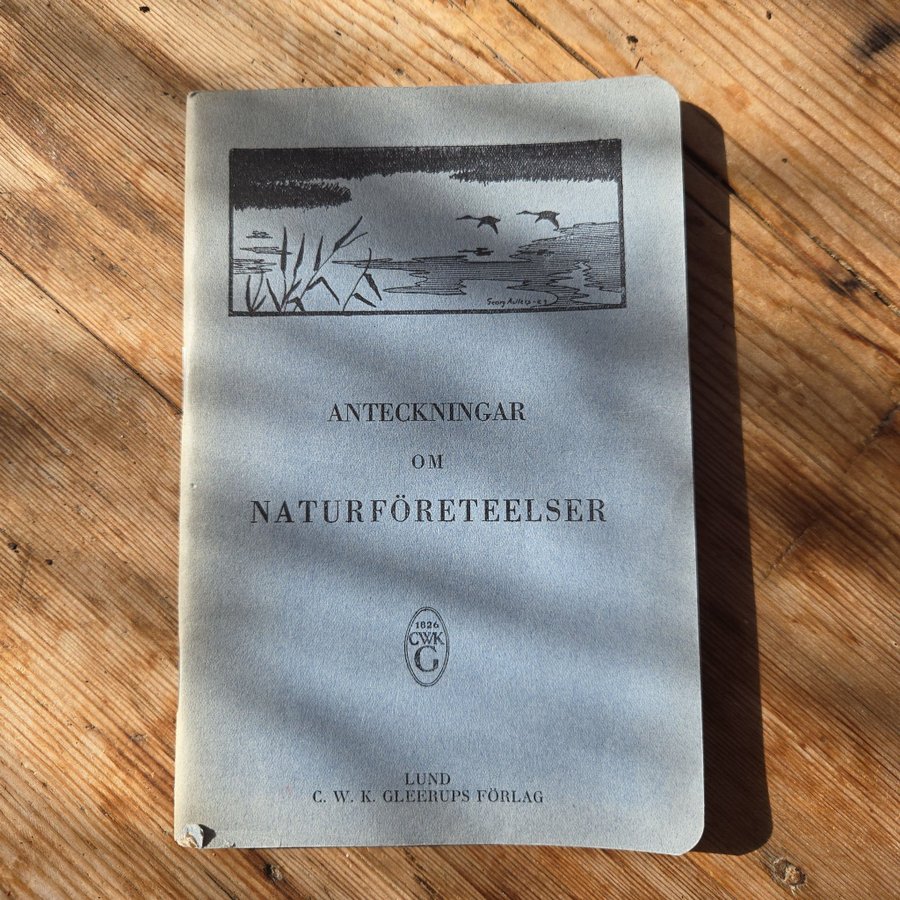 ANTECKNINGAR
OM
NATURFÖRETEELSER
1826
CWK
G
LUND
C. W. K. GLEERUPS FÖRLAG